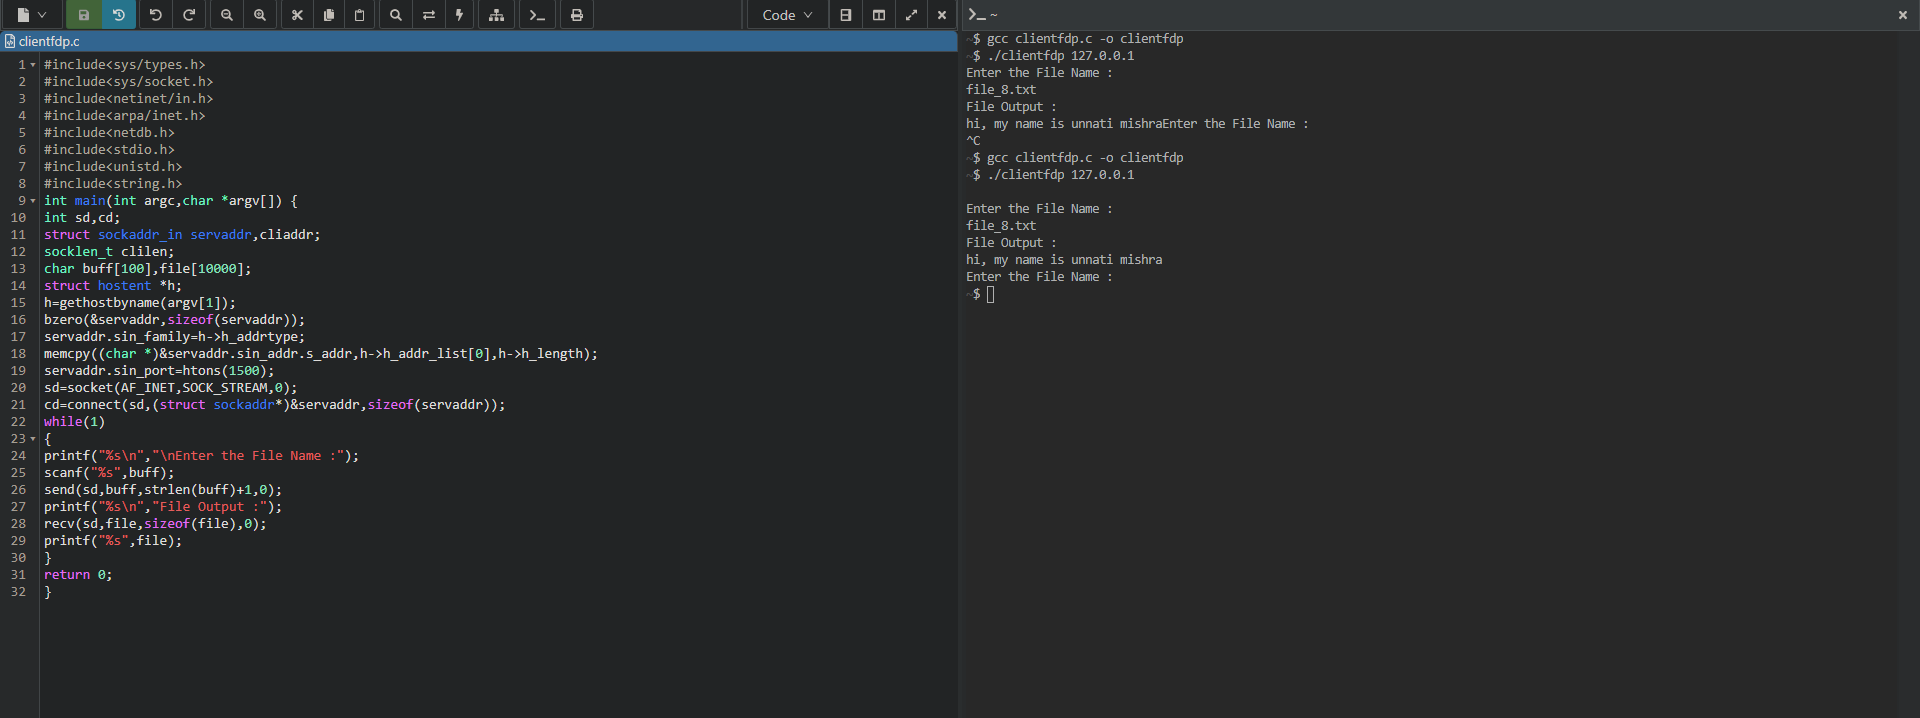 Code
~
clientfdp.c
1 #include<sys/types.h>
2 #include<sys/socket.h>
3 #include<netinet/in.h>
4 #include<arpa/inet.h>
5 #include<netdb.h>
6 #include<stdio.h>
7 #include<unistd.h>
8 #include<string.h>
9 int main(int argc,char *argv[]) {
10 int sd,cd;
11 struct sockaddr_in servaddr,cliaddr;
12 socklen_t clilen;
13 char buff[100],file[10000];
14 struct hostent *h;
15 h=gethostbyname(argv[1]);
16 bzero(&servaddr,sizeof(servaddr));
17 servaddr.sin_family=h->h_addrtype;
18 memcpy((char *)&servaddr.sin_addr.s_addr,h->h_addr_list[0],h->h_length);
19 servaddr.sin_port=htons(1500);
20 sd=socket(AF_INET,SOCK_STREAM,0);
21 cd=connect(sd,(struct sockaddr*)&servaddr,sizeof(servaddr));
22 while(1)
23 {
24 printf("%s\n","\nEnter the File Name :");
25 scanf("%s",buff);
26 send(sd,buff,strlen(buff)+1,0);
27 printf("%s\n","File Output :");
28 recv(sd,file,sizeof(file),0);
29 printf("%s",file);
30 }
31 return 0;
32 }
~$ gcc clientfdp.c -o clientfdp
~$ ./clientfdp 127.0.0.1
Enter the File Name :
file_8.txt
File Output :
hi, my name is unnati mishraEnter the File Name :
^C
~$ gcc clientfdp.c -o clientfdp
~$ ./clientfdp 127.0.0.1
Enter the File Name :
file_8.txt
File Output :
hi, my name is unnati mishra
Enter the File Name :
~$